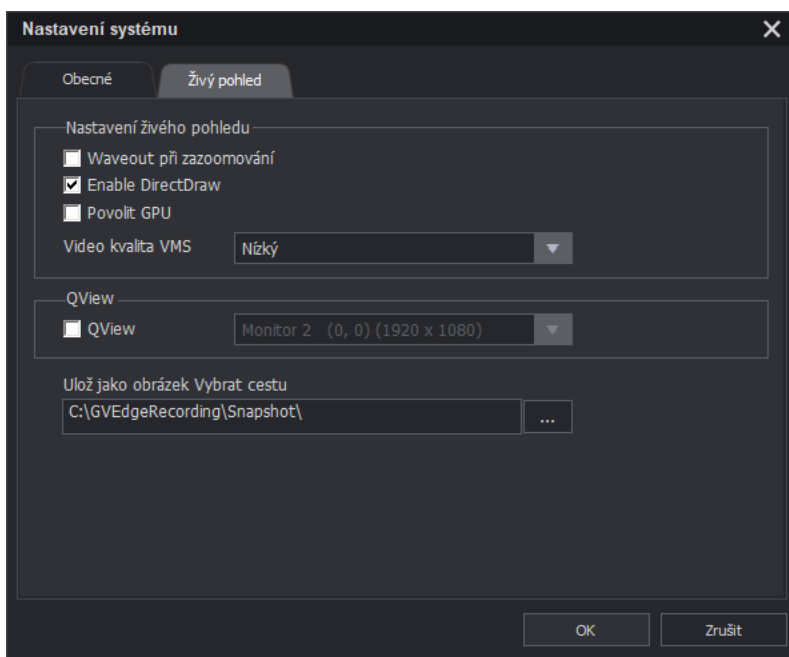 Nastavení systému
Obecné
Živý pohled
Nastavení živého pohledu
Waveout při zazoomování
Enable DirectDraw
Povolit GPU
Video kvalita VMS Nízký
QView
QView Monitor 2 (0, 0) (1920 x 1080)
Ulož jako obrázek Vybrat cestu
C:\GVEdgeRecording\Snapshot\ ...
OK Zrušit